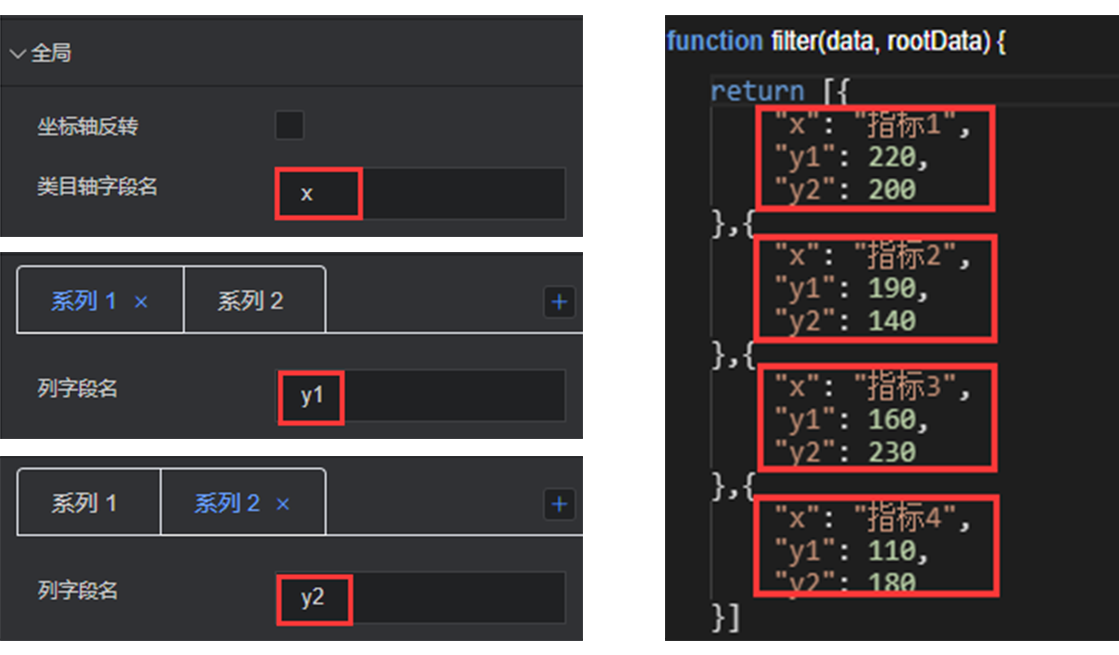 全局
坐标轴反转
类目轴字段名 x
系列 1 × 系列 2 +
列字段名 y1
系列 1 系列 2 × +
列字段名 y2
function filter(data, rootData) {
return [{
"x": "指标1",
"y1": 220,
"y2": 200
},{
"x": "指标2",
"y1": 190,
"y2": 140
},{
"x": "指标3",
"y1": 160,
"y2": 230
},{
"x": "指标4",
"y1": 110,
"y2": 180
}]